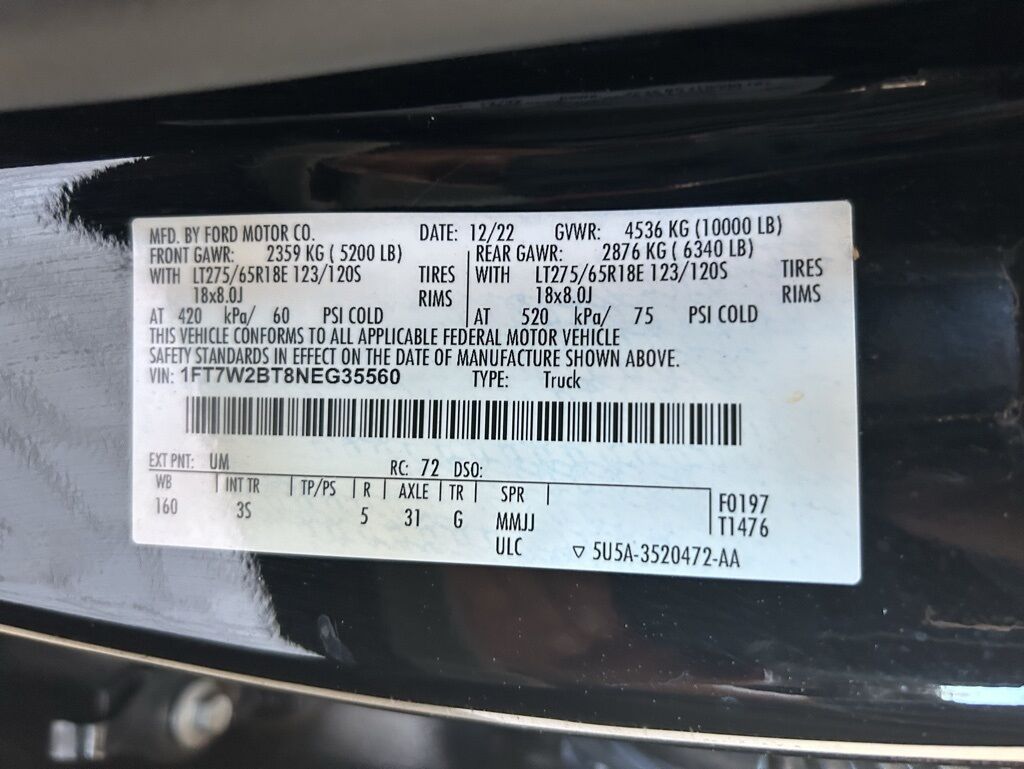 MFD. BY FORD MOTOR CO. DATE: 12/22 GVWR: 4536 KG (10000 LB)
FRONT GAWR: 2359 KG ( 5200 LB) REAR GAWR: 2876 KG ( 6340 LB)
WITH LT275/65R18E 123/120S TIRES WITH LT275/65R18E 123/120S TIRES
18x8.0J RIMS 18x8.0J RIMS
AT 420 kPa/ 60 PSI COLD AT 520 kPa/ 75 PSI COLD
THIS VEHICLE CONFORMS TO ALL APPLICABLE FEDERAL MOTOR VEHICLE
SAFETY STANDARDS IN EFFECT ON THE DATE OF MANUFACTURE SHOWN ABOVE.
VIN: 1FT7W2BT8NEG35560 TYPE: Truck
EXT PNT: UM RC: 72 DSO:
WB INT TR TP/PS R AXLE TR SPR F0197
160 3S 5 31 G MMJJ T1476
ULC ▽ 5U5A-3520472-AA